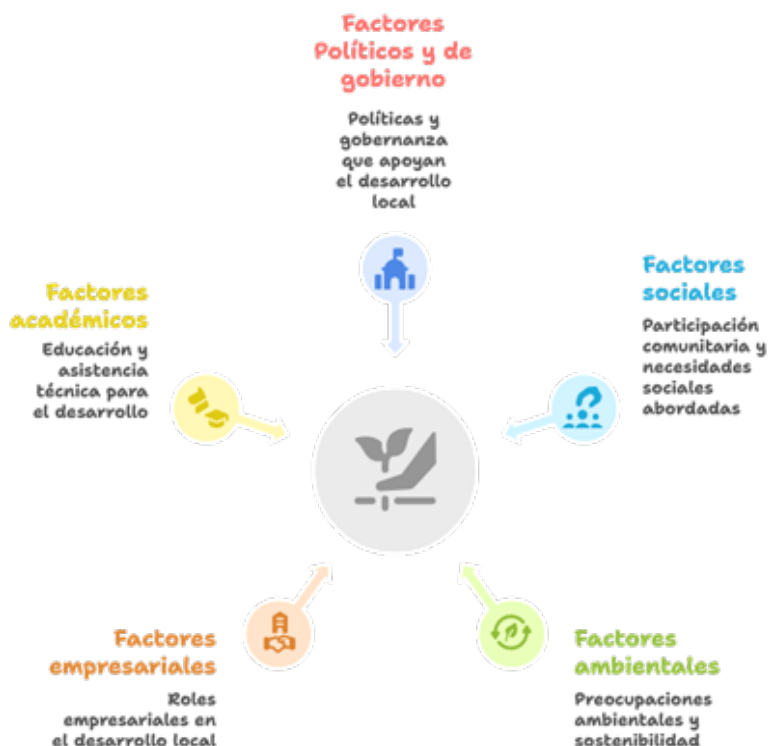 Factores
Políticos y de
gobierno
Políticas y
gobernanza
que apoyan
el desarrollo
local
Factores
académicos
Educación y
asistencia
técnica para
el desarrollo
Factores
sociales
Participación
comunitaria y
necesidades
sociales
abordadas
Factores
empresariales
Roles
empresariales en
el desarrollo local
Factores
ambientales
Preocupaciones
ambientales y
sostenibilidad